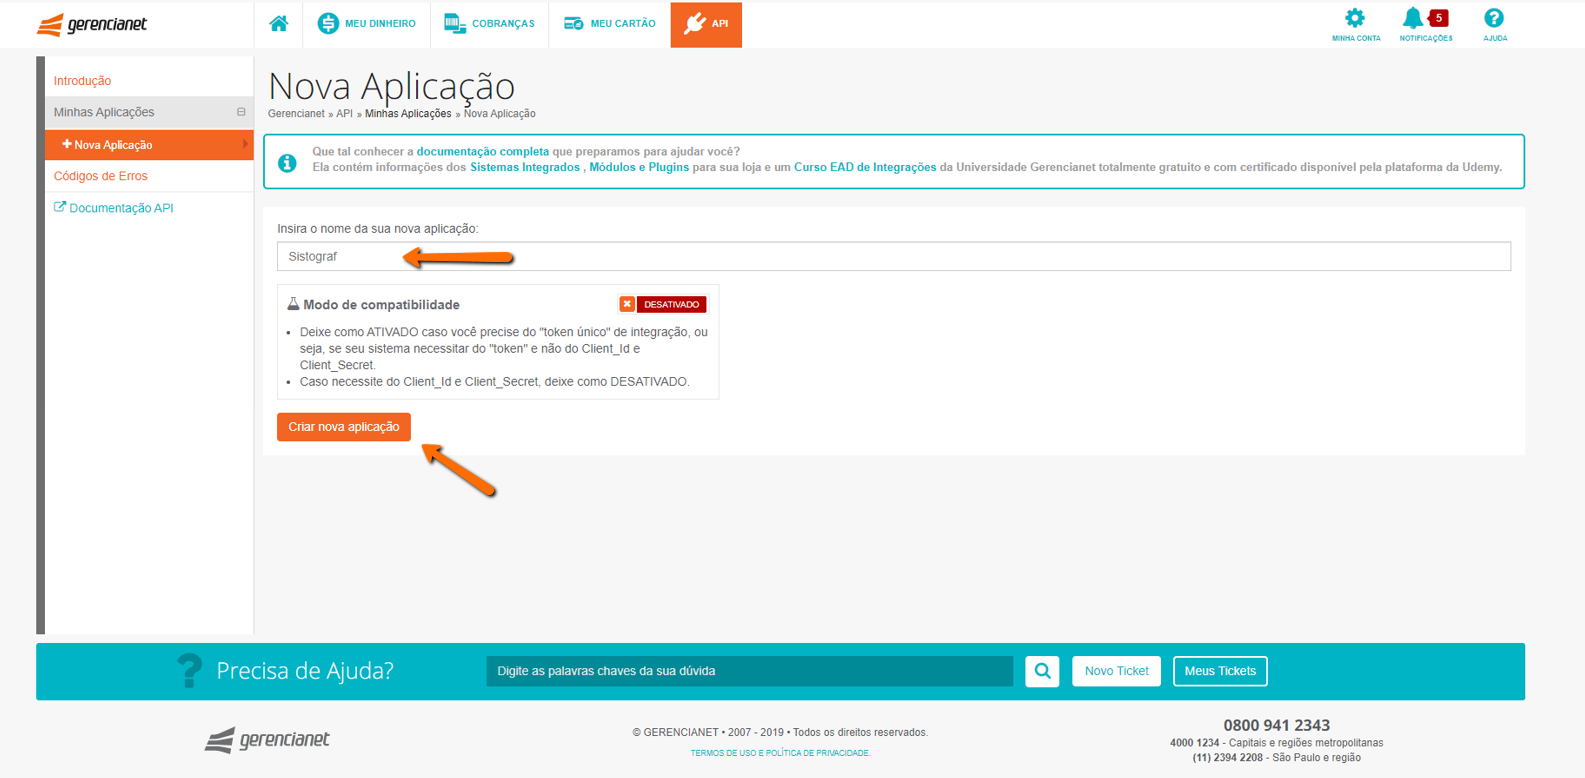 gerencianet
MEU DINHEIRO
COBRANÇAS
MEU CARTÃO
API
MINHA CONTA
5
NOTIFICAÇÕES
AJUDA
Introdução
Minhas Aplicações
Nova Aplicação
Códigos de Erros
Documentação API
Nova Aplicação
Gerencianet » API » Minhas Aplicações » Nova Aplicação
Que tal conhecer a documentação completa que preparamos para ajudar você?
Ela contém informações dos Sistemas Integrados , Módulos e Plugins para sua loja e um Curso EAD de Integrações da Universidade Gerencianet totalmente gratuito e com certificado disponível pela plataforma da Udemy.
Insira o nome da sua nova aplicação:
Sistograf
Modo de compatibilidade
DESATIVADO
• Deixe como ATIVADO caso você precise do "token único" de integração, ou
seja, se seu sistema necessitar do "token" e não do Client_Id e
Client_Secret.
• Caso necessite do Client_Id e Client_Secret, deixe como DESATIVADO.
Criar nova aplicação
? Precisa de Ajuda?
Digite as palavras chaves da sua dúvida
Novo Ticket
Meus Tickets
gerencianet
© GERENCIANET • 2007 - 2019 • Todos os direitos reservados.
TERMOS DE USO E POLÍTICA DE PRIVACIDADE.
0800 941 2343
4000 1234 - Capitais e regiões metropolitanas
(11) 2394 2208 - São Paulo e região